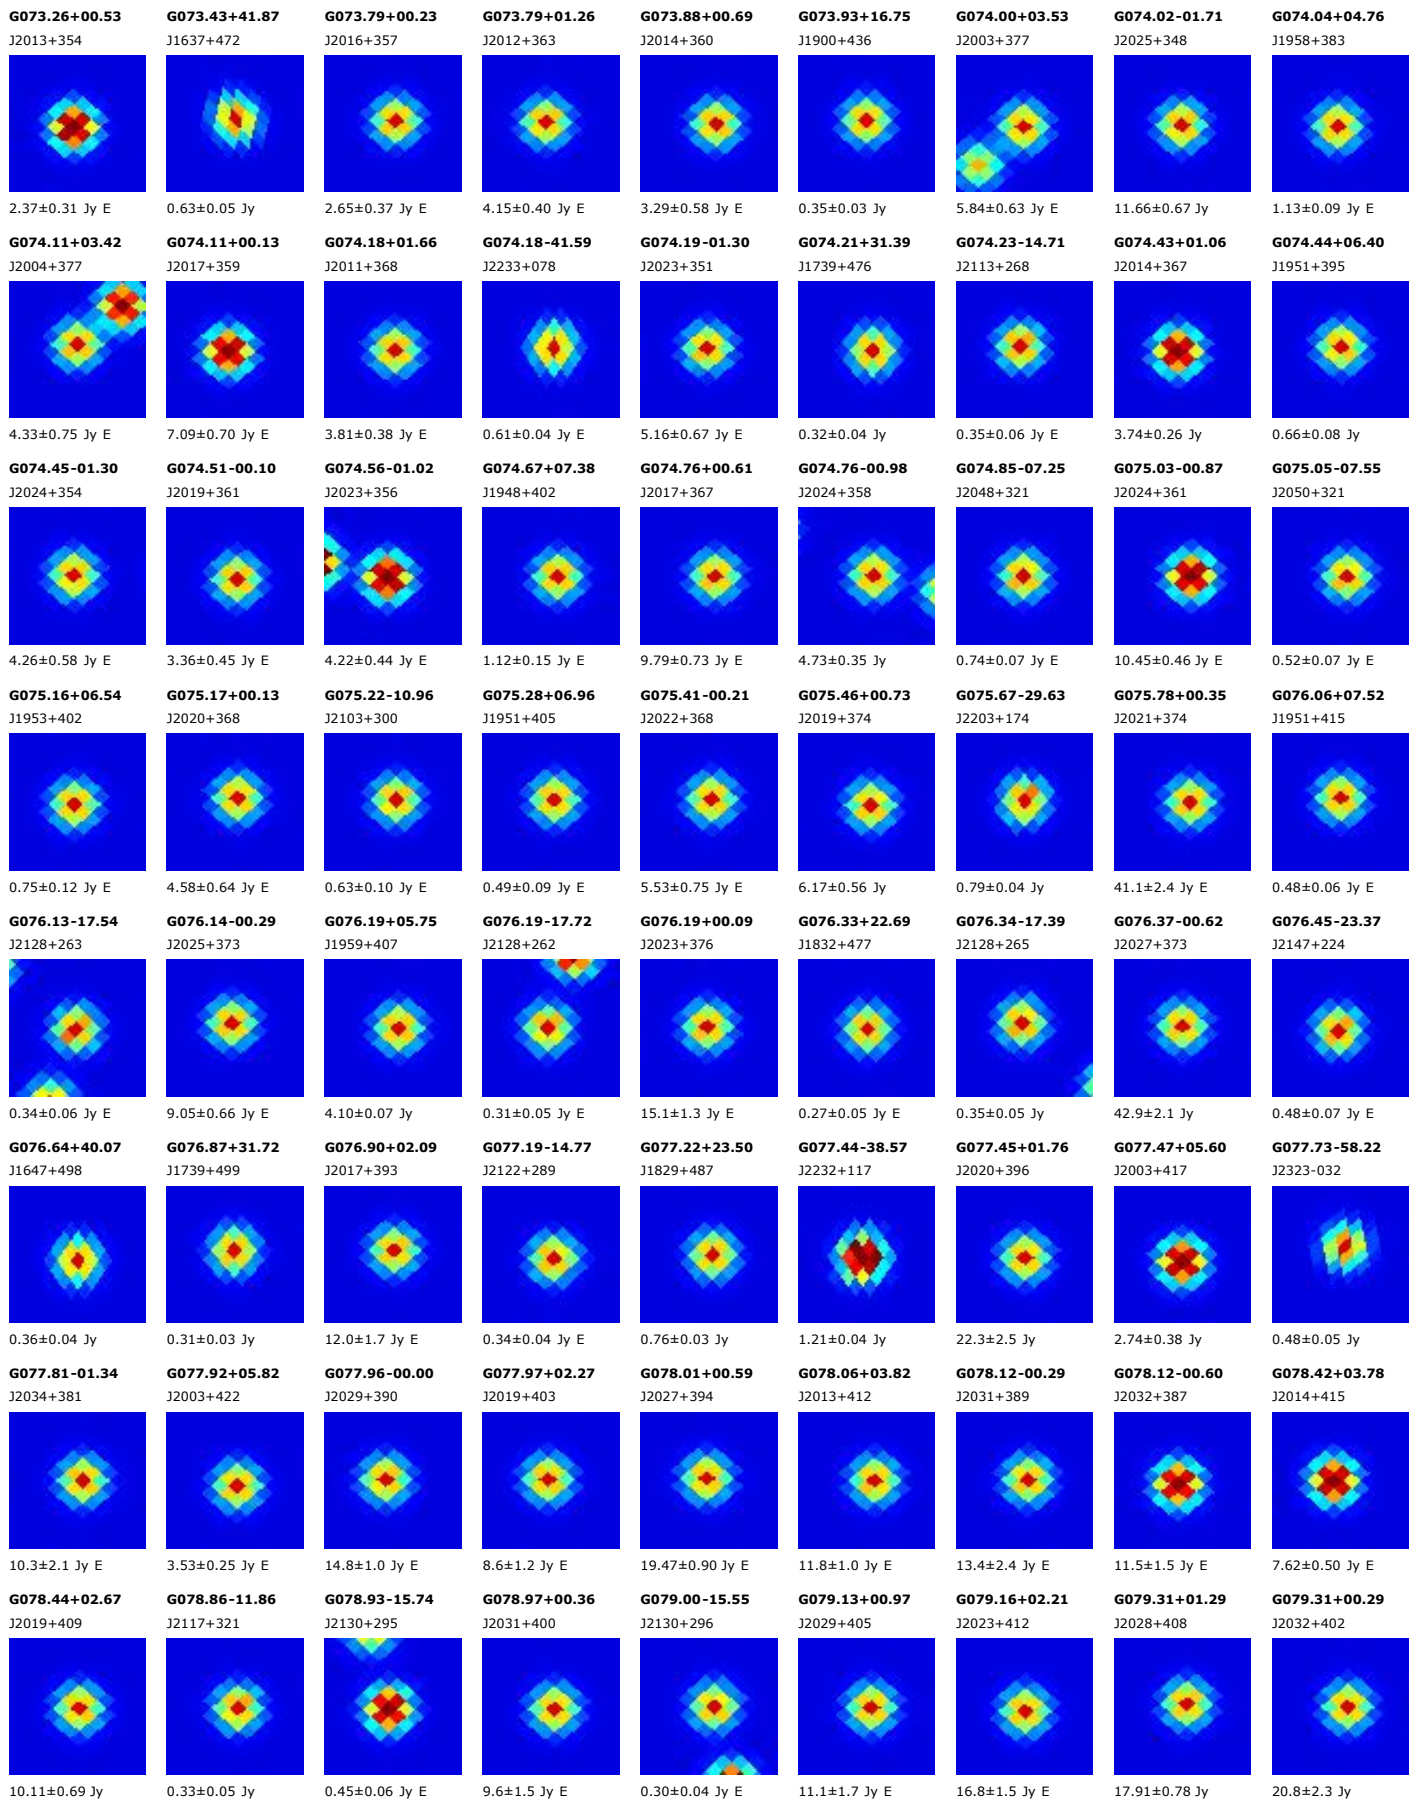 G073.26+00.53 G073.43+41.87 G073.79+00.23 G073.79+01.26 G073.88+00.69 G073.93+16.75 G074.00+03.53 G074.02-01.71 G074.04+04.76
J2013+354 J1637+472 J2016+357 J2012+363 J2014+360 J1900+436 J2003+377 J2025+348 J1958+383
2.37±0.31 Jy E 0.63±0.05 Jy 2.65±0.37 Jy E 4.15±0.40 Jy E 3.29±0.58 Jy E 0.35±0.03 Jy 5.84±0.63 Jy E 11.66±0.67 Jy 1.13±0.09 Jy E
G074.11+03.42 G074.11+00.13 G074.18+01.66 G074.18-41.59 G074.19-01.30 G074.21+31.39 G074.23-14.71 G074.43+01.06 G074.44+06.40
J2004+377 J2017+359 J2011+368 J2233+078 J2023+351 J1739+476 J2113+268 J2014+367 J1951+395
4.33±0.75 Jy E 7.09±0.70 Jy E 3.81±0.38 Jy E 0.61±0.04 Jy E 5.16±0.67 Jy E 0.32±0.04 Jy 0.35±0.06 Jy E 3.74±0.26 Jy 0.66±0.08 Jy
G074.45-01.30 G074.51-00.10 G074.56-01.02 G074.67+07.38 G074.76+00.61 G074.76-00.98 G074.85-07.25 G075.03-00.87 G075.05-07.55
J2024+354 J2019+361 J2023+356 J1948+402 J2017+367 J2024+358 J2048+321 J2024+361 J2050+321
4.26±0.58 Jy E 3.36±0.45 Jy E 4.22±0.44 Jy E 1.12±0.15 Jy E 9.79±0.73 Jy E 4.73±0.35 Jy 0.74±0.07 Jy E 10.45±0.46 Jy E 0.52±0.07 Jy E
G075.16+06.54 G075.17+00.13 G075.22-10.96 G075.28+06.96 G075.41-00.21 G075.46+00.73 G075.67-29.63 G075.78+00.35 G076.06+07.52
J1953+402 J2020+368 J2103+300 J1951+405 J2022+368 J2019+374 J2203+174 J2021+374 J1951+415
0.75±0.12 Jy E 4.58±0.64 Jy E 0.63±0.10 Jy E 0.49±0.09 Jy E 5.53±0.75 Jy E 6.17±0.56 Jy 0.79±0.04 Jy 41.1±2.4 Jy E 0.48±0.06 Jy E
G076.13-17.54 G076.14-00.29 G076.19+05.75 G076.19-17.72 G076.19+00.09 G076.33+22.69 G076.34-17.39 G076.37-00.62 G076.45-23.37
J2128+263 J2025+373 J1959+407 J2128+262 J2023+376 J1832+477 J2128+265 J2027+373 J2147+224
0.34±0.06 Jy E 9.05±0.66 Jy E 4.10±0.07 Jy 0.31±0.05 Jy E 15.1±1.3 Jy E 0.27±0.05 Jy E 0.35±0.05 Jy 42.9±2.1 Jy 0.48±0.07 Jy E
G076.64+40.07 G076.87+31.72 G076.90+02.09 G077.19-14.77 G077.22+23.50 G077.44-38.57 G077.45+01.76 G077.47+05.60 G077.73-58.22
J1647+498 J1739+499 J2017+393 J2122+289 J1829+487 J2232+117 J2020+396 J2003+417 J2323-032
0.36±0.04 Jy 0.31±0.03 Jy 12.0±1.7 Jy E 0.34±0.04 Jy E 0.76±0.03 Jy 1.21±0.04 Jy 22.3±2.5 Jy 2.74±0.38 Jy 0.48±0.05 Jy
G077.81-01.34 G077.92+05.82 G077.96-00.00 G077.97+02.27 G078.01+00.59 G078.06+03.82 G078.12-00.29 G078.12-00.60 G078.42+03.78
J2034+381 J2003+422 J2029+390 J2019+403 J2027+394 J2013+412 J2031+389 J2032+387 J2014+415
10.3±2.1 Jy E 3.53±0.25 Jy E 14.8±1.0 Jy E 8.6±1.2 Jy E 19.47±0.90 Jy E 11.8±1.0 Jy E 13.4±2.4 Jy E 11.5±1.5 Jy E 7.62±0.50 Jy E
G078.44+02.67 G078.86-11.86 G078.93-15.74 G078.97+00.36 G079.00-15.55 G079.13+00.97 G079.16+02.21 G079.31+01.29 G079.31+00.29
J2019+409 J2117+321 J2130+295 J2031+400 J2130+296 J2029+405 J2023+412 J2028+408 J2032+402
10.11±0.69 Jy 0.33±0.05 Jy 0.45±0.06 Jy E 9.6±1.5 Jy E 0.30±0.04 Jy E 11.1±1.7 Jy E 16.8±1.5 Jy E 17.91±0.78 Jy 20.8±2.3 Jy